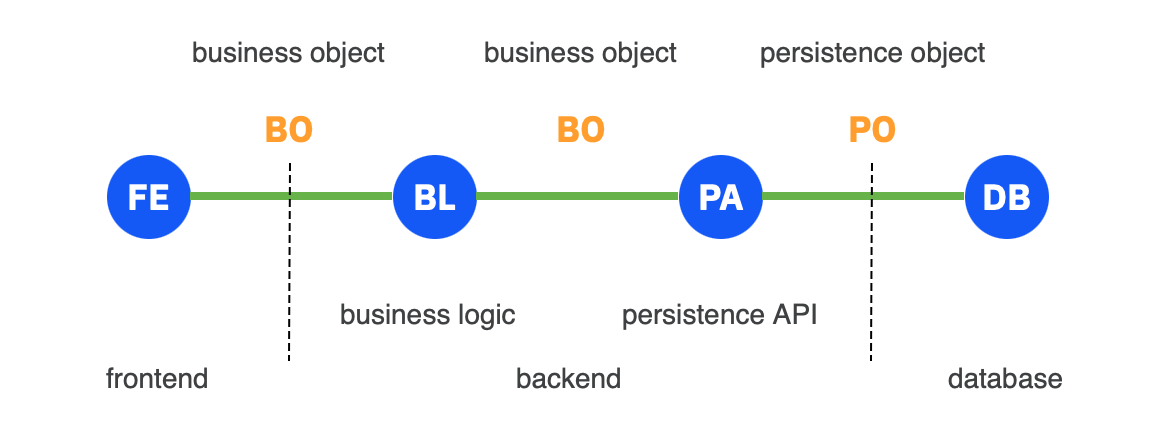 business object
business object
persistence object
BO
BO
PO
FE
BL
PA
DB
business logic
persistence API
frontend
backend
database